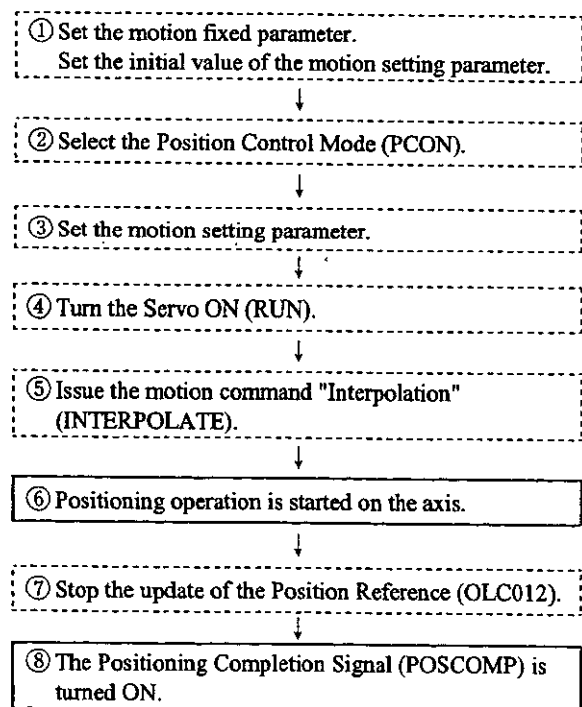 ① Set the motion fixed parameter.
Set the initial value of the motion setting parameter.
② Select the Position Control Mode (PCON).
③ Set the motion setting parameter.
④ Turn the Servo ON (RUN).
⑤ Issue the motion command "Interpolation"
(INTERPOLATE).
⑥ Positioning operation is started on the axis.
⑦ Stop the update of the Position Reference (OLC012).
⑧ The Positioning Completion Signal (POSCOMP) is
turned ON.